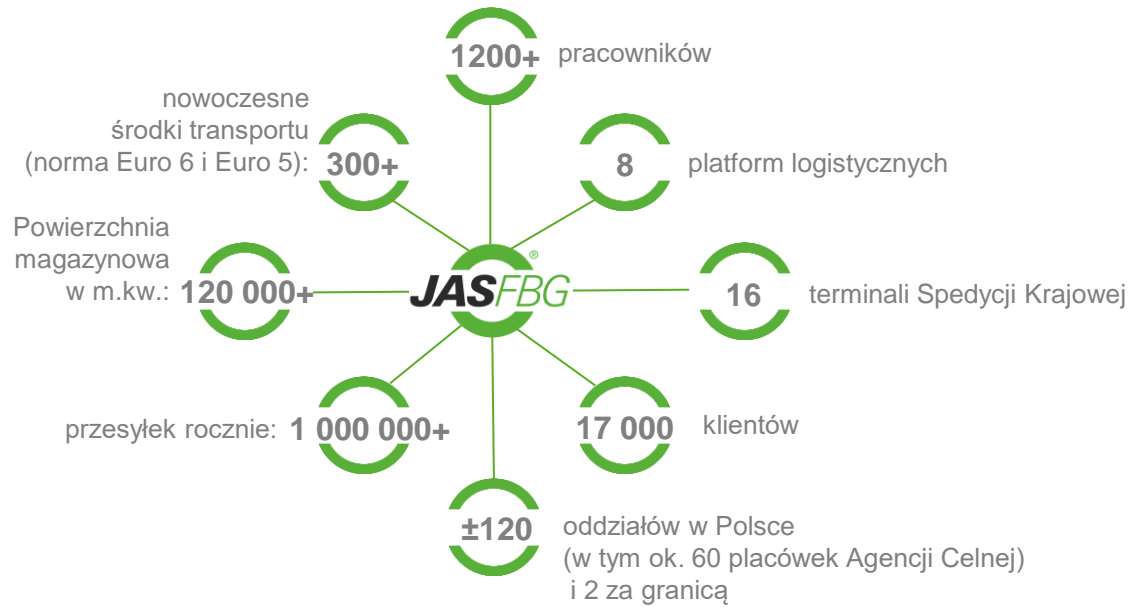 1200+ pracowników
nowoczesne
środki transportu
(norma Euro 6 i Euro 5): 300+
8 platform logistycznych
Powierzchnia
magazynowa
w m.kw.: 120 000+
JASFBG®
16 terminali Spedycji Krajowej
przesyłek rocznie: 1 000 000+
17 000 klientów
±120 oddziałów w Polsce
(w tym ok. 60 placówek Agencji Celnej)
i 2 za granicą